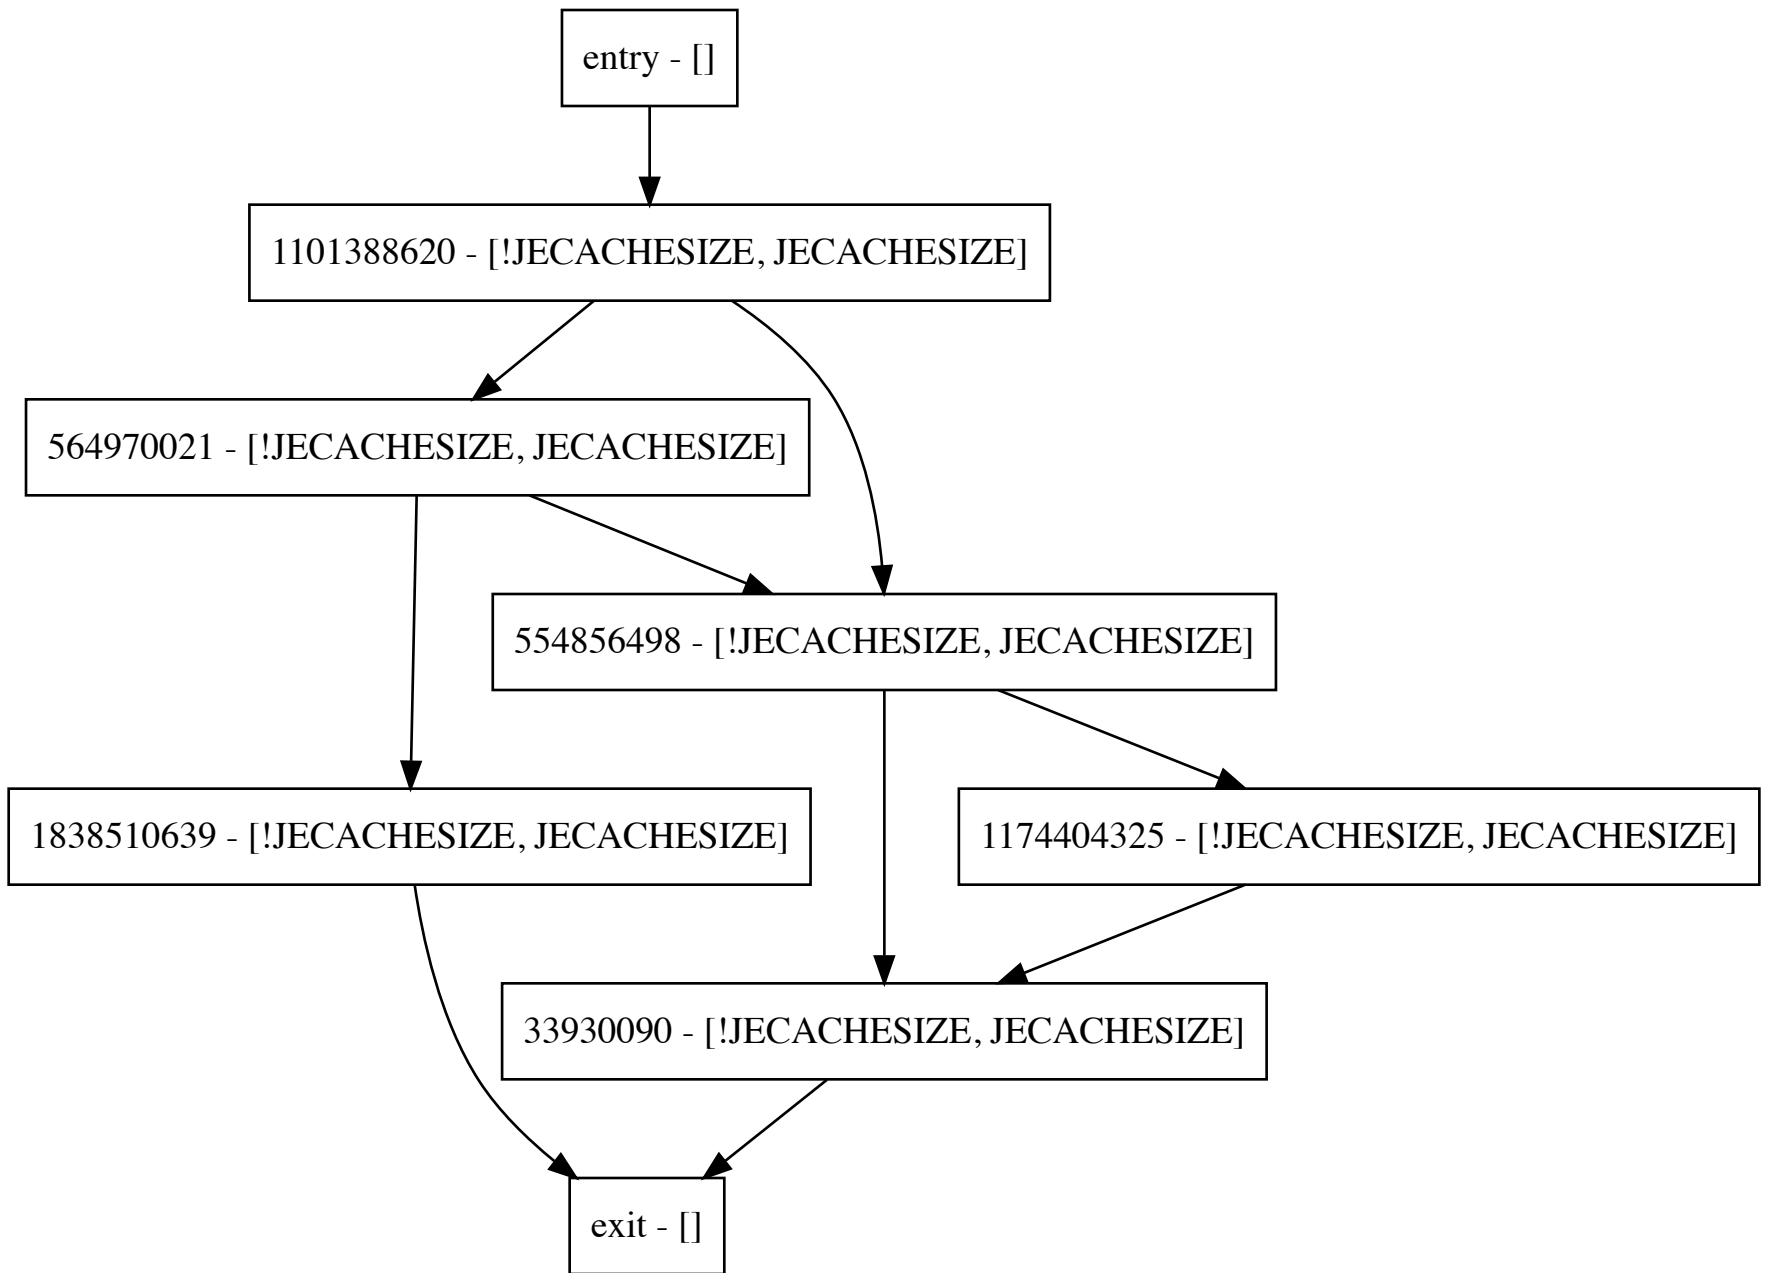 entry - []
1101388620 - [!JECACHESIZE, JECACHESIZE]
564970021 - [!JECACHESIZE, JECACHESIZE]
554856498 - [!JECACHESIZE, JECACHESIZE]
1838510639 - [!JECACHESIZE, JECACHESIZE]
1174404325 - [!JECACHESIZE, JECACHESIZE]
33930090 - [!JECACHESIZE, JECACHESIZE]
exit - []